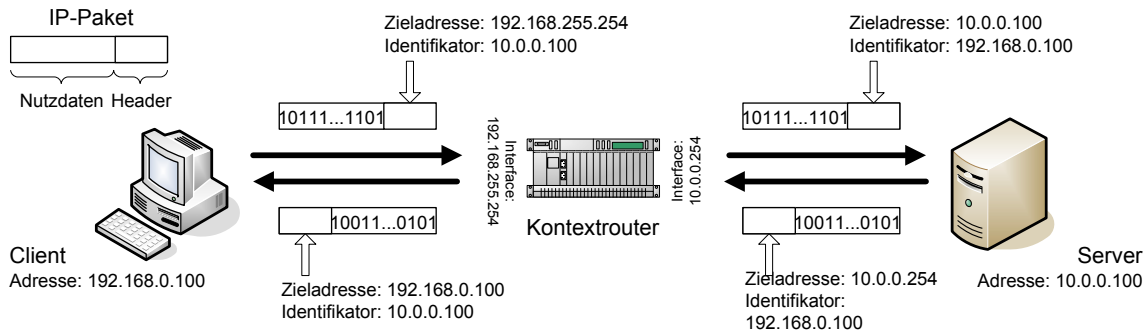 IP-Paket
Nutzdaten Header
Zieladresse: 192.168.255.254
Identifikator: 10.0.0.100
10111...1101
Zieladresse: 10.0.0.100
Identifikator: 192.168.0.100
10111...1101
Interface:
192.168.255.254
Interface:
10.0.0.254
Kontextrouter
10011...0101
10011...0101
Client
Adresse: 192.168.0.100
Zieladresse: 192.168.0.100
Identifikator: 10.0.0.100
Zieladresse: 10.0.0.254
Identifikator:
192.168.0.100
Server
Adresse: 10.0.0.100